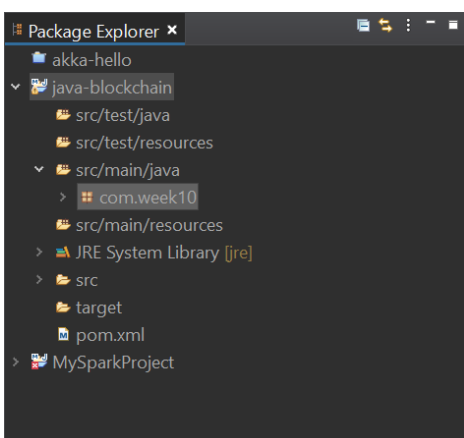 Package Explorer
akka-hello
java-blockchain
src/test/java
src/test/resources
src/main/java
com.week10
src/main/resources
JRE System Library [jre]
src
target
pom.xml
MySparkProject